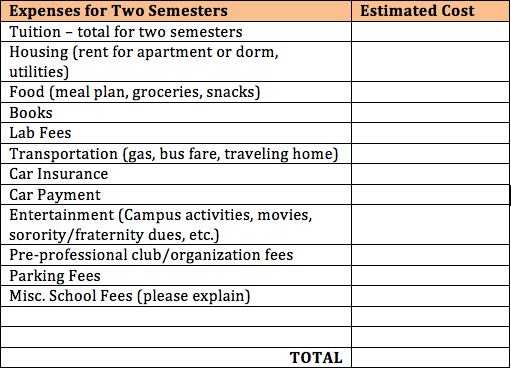 Expenses for Two Semesters Estimated Cost
Tuition – total for two semesters
Housing (rent for apartment or dorm,
utilities)
Food (meal plan, groceries, snacks)
Books
Lab Fees
Transportation (gas, bus fare, traveling home)
Car Insurance
Car Payment
Entertainment (Campus activities, movies,
sorority/fraternity dues, etc.)
Pre-professional club/organization fees
Parking Fees
Misc. School Fees (please explain)
TOTAL